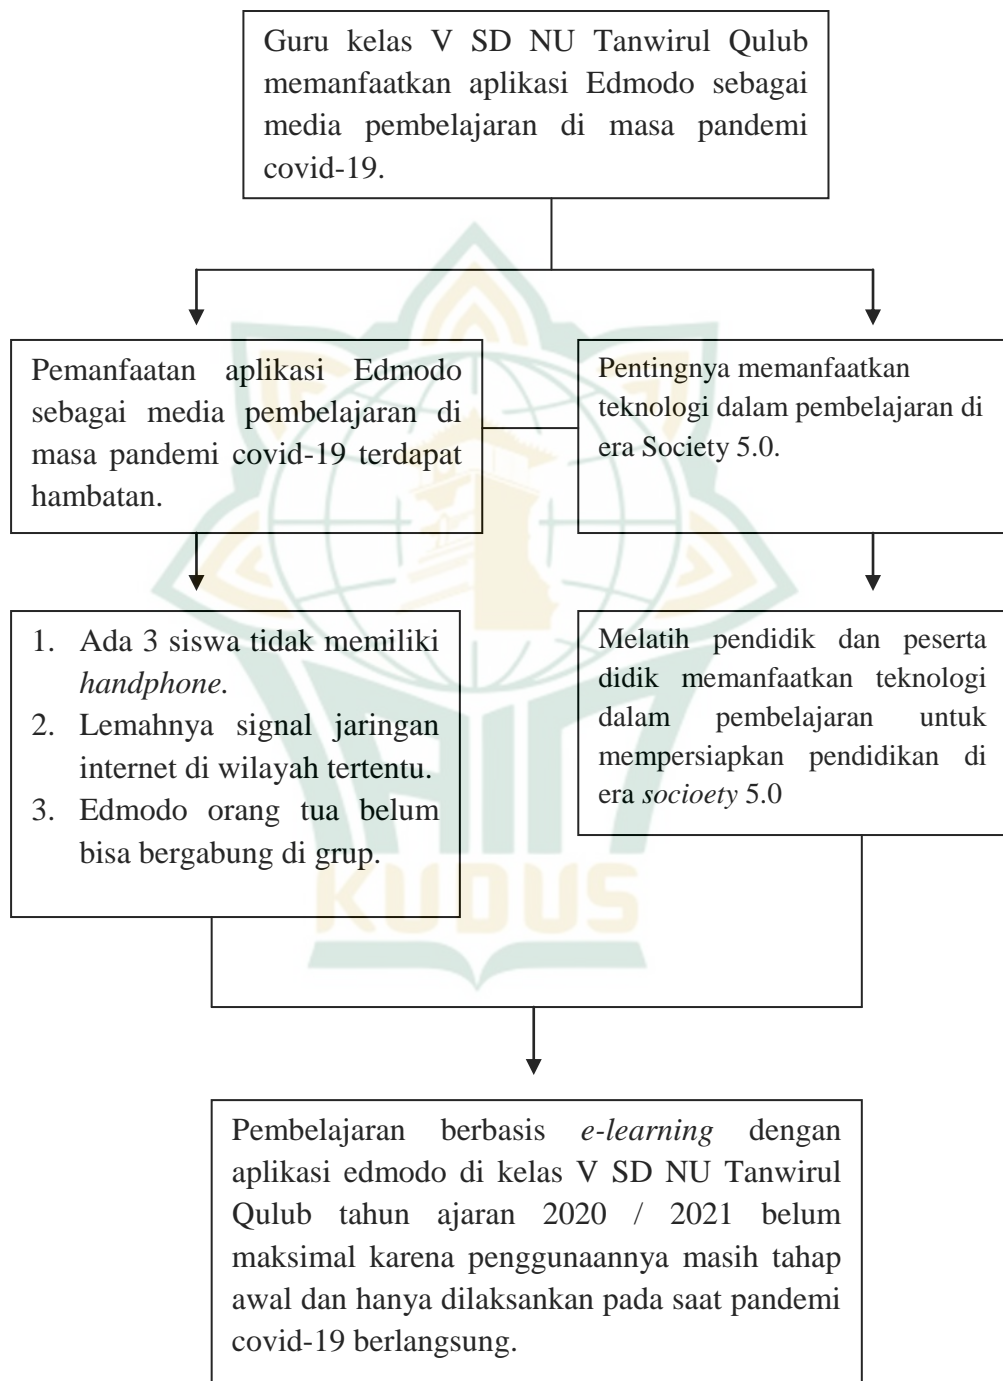 Guru kelas V SD NU Tanwirul Qulub
memanfaatkan aplikasi Edmodo sebagai
media pembelajaran di masa pandemi
covid-19.
Pemanfaatan aplikasi Edmodo
sebagai media pembelajaran di
masa pandemi covid-19 terdapat
hambatan.
Pentingnya memanfaatkan
teknologi dalam pembelajaran di
era Society 5.0.
1. Ada 3 siswa tidak memiliki
handphone.
2. Lemahnya signal jaringan
internet di wilayah tertentu.
3. Edmodo orang tua belum
bisa bergabung di grup.
Melatih pendidik dan peserta
didik memanfaatkan teknologi
dalam pembelajaran untuk
mempersiapkan pendidikan di
era socioety 5.0
KUDUS
Pembelajaran berbasis e-learning dengan
aplikasi edmodo di kelas V SD NU Tanwirul
Qulub tahun ajaran 2020 / 2021 belum
maksimal karena penggunaannya masih tahap
awal dan hanya dilaksankan pada saat pandemi
covid-19 berlangsung.